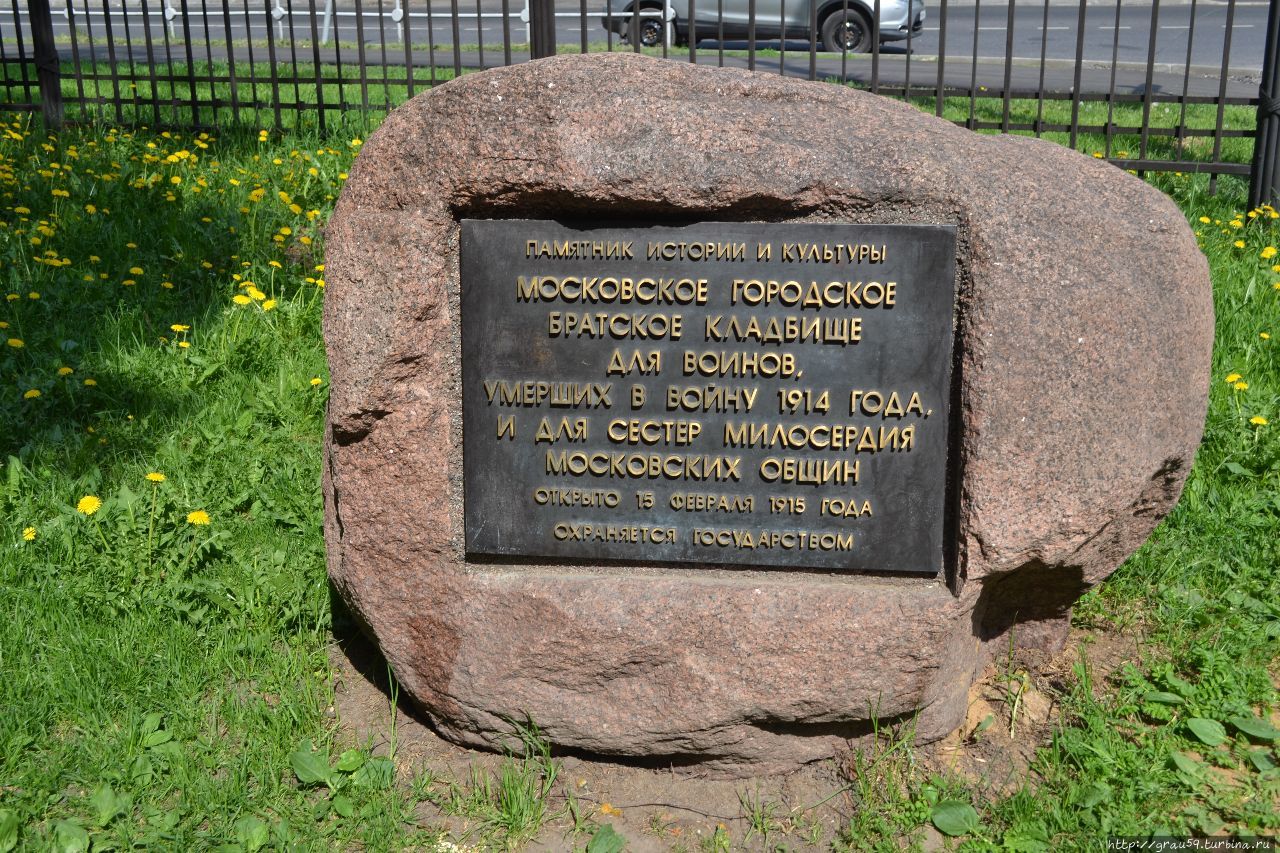 ПАМЯТНИК ИСТОРИИ И КУЛЬТУРЫ
МОСКОВСКОЕ ГОРОДСКОЕ
БРАТСКОЕ КЛАДБИЩЕ
ДЛЯ ВОИНОВ,
УМЕРШИХ В ВОЙНУ 1914 ГОДА,
И ДЛЯ СЕСТЕР МИЛОСЕРДИЯ
МОСКОВСКИХ ОБЩИН
ОТКРЫТО 15 ФЕВРАЛЯ 1915 ГОДА
ОХРАНЯЕТСЯ ГОСУДАРСТВОМ
http://grau59.turbina.ru